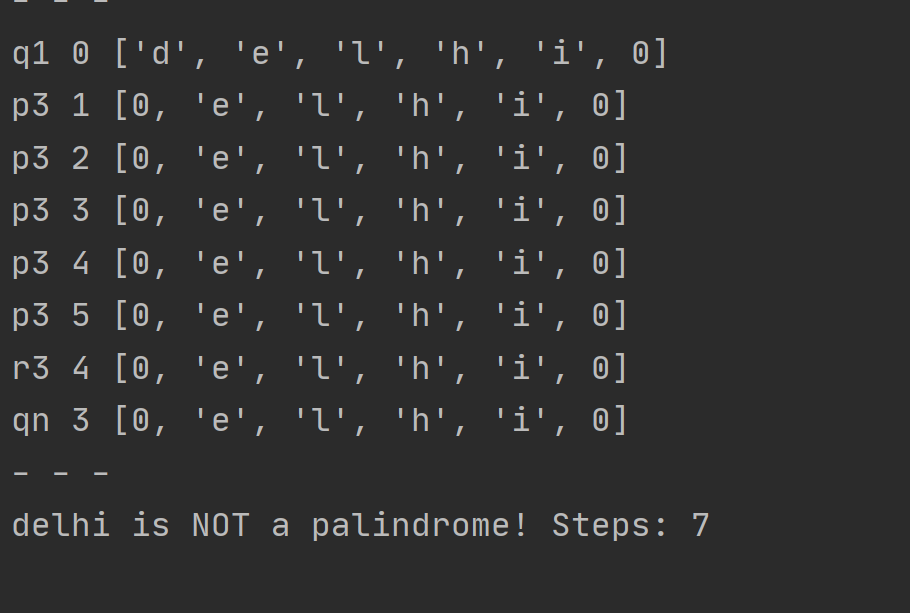 - - -
q1 0 ['d', 'e', 'l', 'h', 'i', 0]
p3 1 [0, 'e', 'l', 'h', 'i', 0]
p3 2 [0, 'e', 'l', 'h', 'i', 0]
p3 3 [0, 'e', 'l', 'h', 'i', 0]
p3 4 [0, 'e', 'l', 'h', 'i', 0]
p3 5 [0, 'e', 'l', 'h', 'i', 0]
r3 4 [0, 'e', 'l', 'h', 'i', 0]
qn 3 [0, 'e', 'l', 'h', 'i', 0]
- - -
delhi is NOT a palindrome! Steps: 7